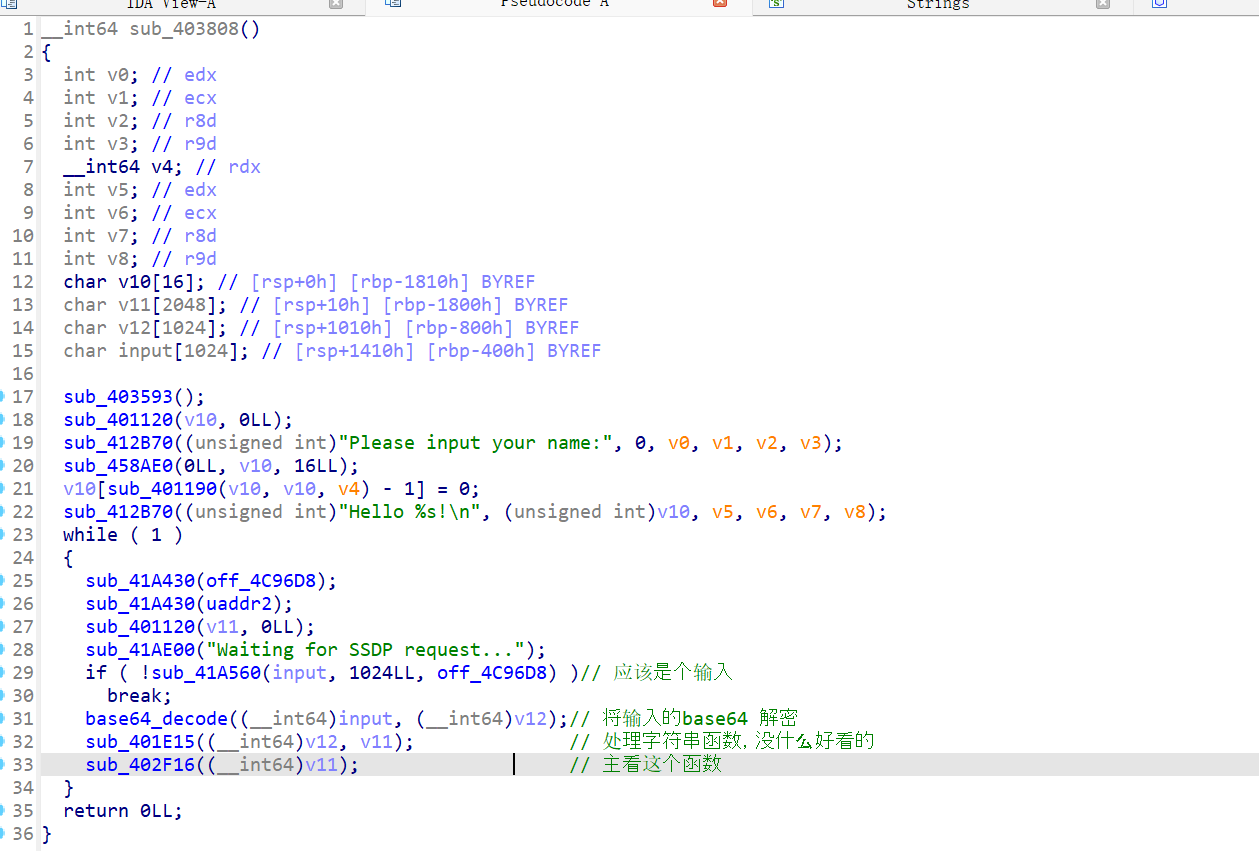 IDA View-A Pseudocode A Strings
1 __int64 sub_403808()
2 {
3 int v0; // edx
4 int v1; // ecx
5 int v2; // r8d
6 int v3; // r9d
7 __int64 v4; // rdx
8 int v5; // edx
9 int v6; // ecx
10 int v7; // r8d
11 int v8; // r9d
12 char v10[16]; // [rsp+0h] [rbp-1810h] BYREF
13 char v11[2048]; // [rsp+10h] [rbp-1800h] BYREF
14 char v12[1024]; // [rsp+1010h] [rbp-800h] BYREF
15 char input[1024]; // [rsp+1410h] [rbp-400h] BYREF
16
17 sub_403593();
18 sub_401120(v10, 0LL);
19 sub_412B70((unsigned int)"Please input your name:", 0, v0, v1, v2, v3);
20 sub_458AE0(0LL, v10, 16LL);
21 v10[sub_401190(v10, v10, v4) - 1] = 0;
22 sub_412B70((unsigned int)"Hello %s!\n", (unsigned int)v10, v5, v6, v7, v8);
23 while ( 1 )
24 {
25 sub_41A430(off_4C96D8);
26 sub_41A430(uaddr2);
27 sub_401120(v11, 0LL);
28 sub_41AE00("Waiting for SSDP request...");
29 if ( !sub_41A560(input, 1024LL, off_4C96D8) )// 应该是个输入
30 break;
31 base64_decode((__int64)input, (__int64)v12);// 将输入的base64 解密
32 sub_401E15((__int64)v12, v11); // 处理字符串函数，没什么好看的
33 sub_402F16((__int64)v11); // 主看这个函数
34 }
35 return 0LL;
36 }